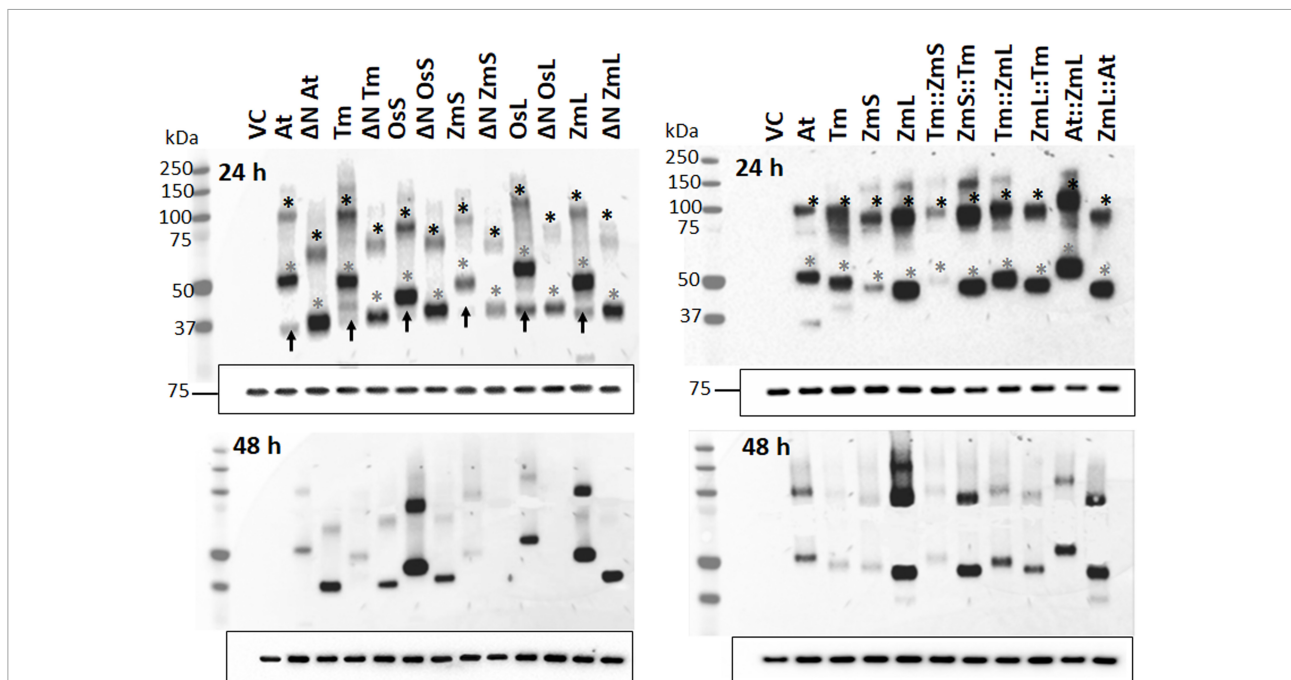 VC At ΔN At Tm ΔN Tm OsS ΔN OsS ZmS ΔN ZmS OsL ΔN OsL ZmL ΔN ZmL
kDa
24 h
250
150
100
75
50
37
* * * * * * * * * * * *
* * * * * * * * * * * *
75
48 h
VC At Tm ZmS ZmL Tm::ZmS ZmS::Tm Tm::ZmL ZmL::Tm At::ZmL ZmL::At
kDa
24 h
250
150
100
75
50
37
* * * * * * * * * *
* * * * * * * * * *
75
48 h